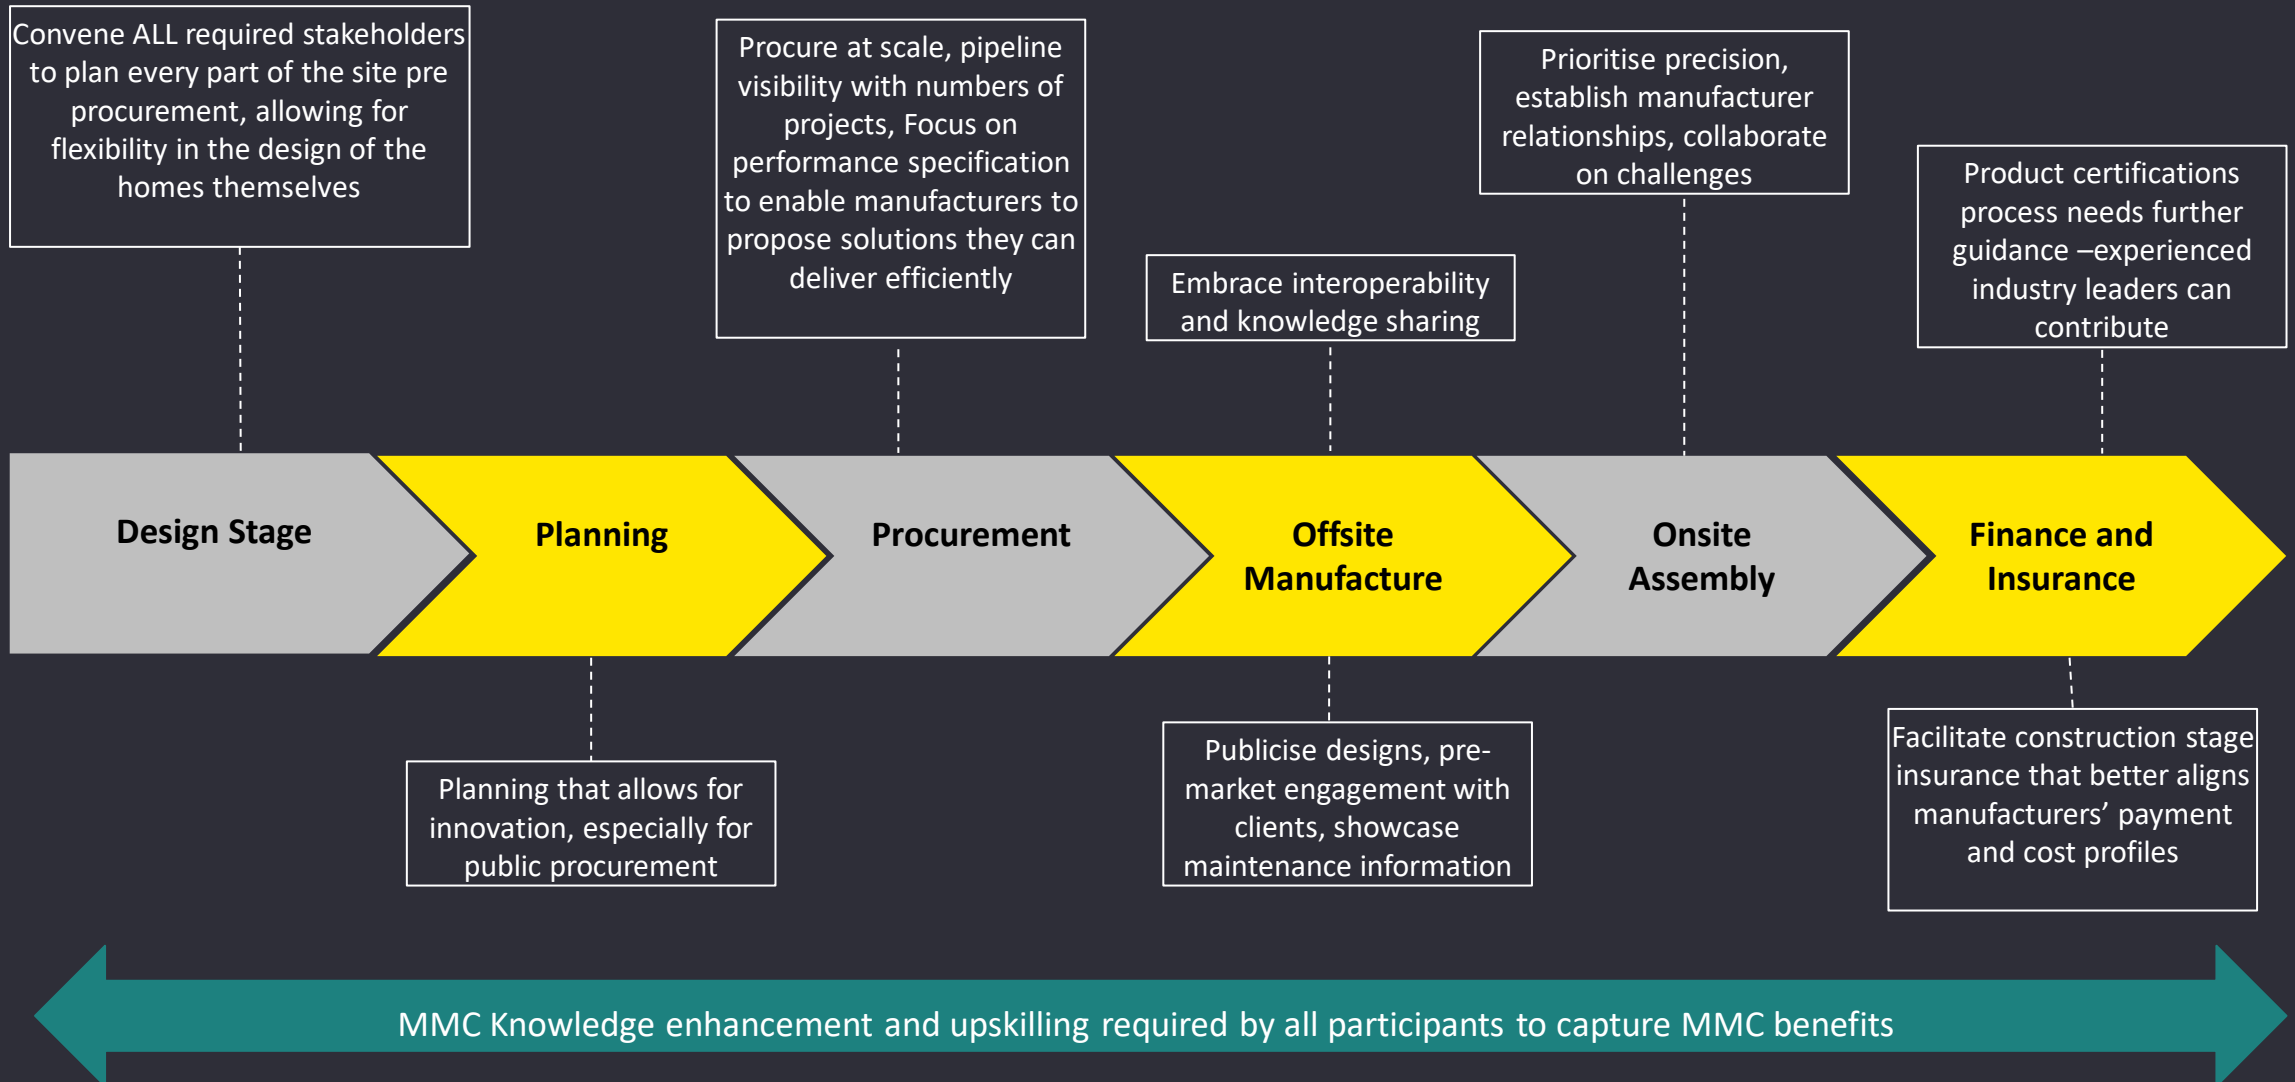 Convene ALL required stakeholders
to plan every part of the site pre
procurement, allowing for
flexibility in the design of the
homes themselves
Procure at scale, pipeline
visibility with numbers of
projects, Focus on
performance specification
to enable manufacturers to
propose solutions they can
deliver efficiently
Embrace interoperability
and knowledge sharing
Prioritise precision,
establish manufacturer
relationships, collaborate
on challenges
Product certifications
process needs further
guidance –experienced
industry leaders can
contribute
Design Stage
Planning
Procurement
Offsite
Manufacture
Onsite
Assembly
Finance and
Insurance
Planning that allows for
innovation, especially for
public procurement
Publicise designs, pre-
market engagement with
clients, showcase
maintenance information
Facilitate construction stage
insurance that better aligns
manufacturers’ payment
and cost profiles
MMC Knowledge enhancement and upskilling required by all participants to capture MMC benefits